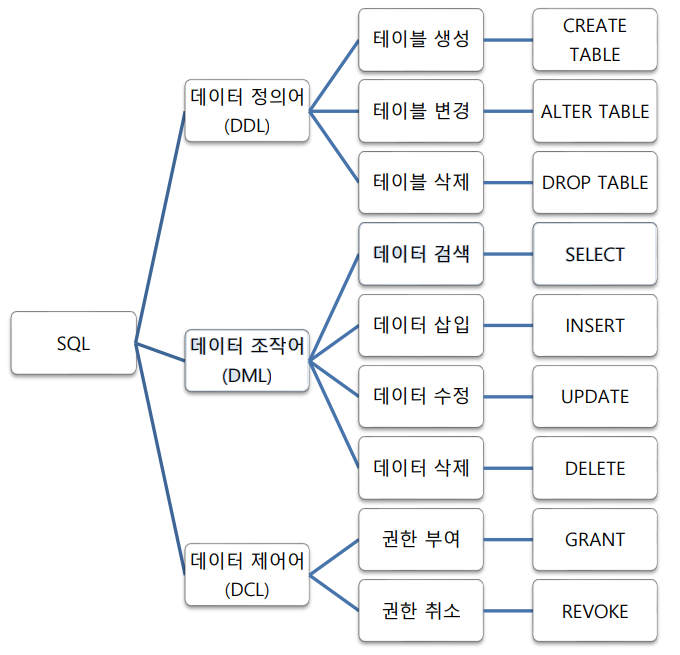 SQL
데이터 정의어
(DDL)
테이블 생성
CREATE
TABLE
테이블 변경
ALTER TABLE
테이블 삭제
DROP TABLE
데이터 조작어
(DML)
데이터 검색
SELECT
데이터 삽입
INSERT
데이터 수정
UPDATE
데이터 삭제
DELETE
데이터 제어어
(DCL)
권한 부여
GRANT
권한 취소
REVOKE